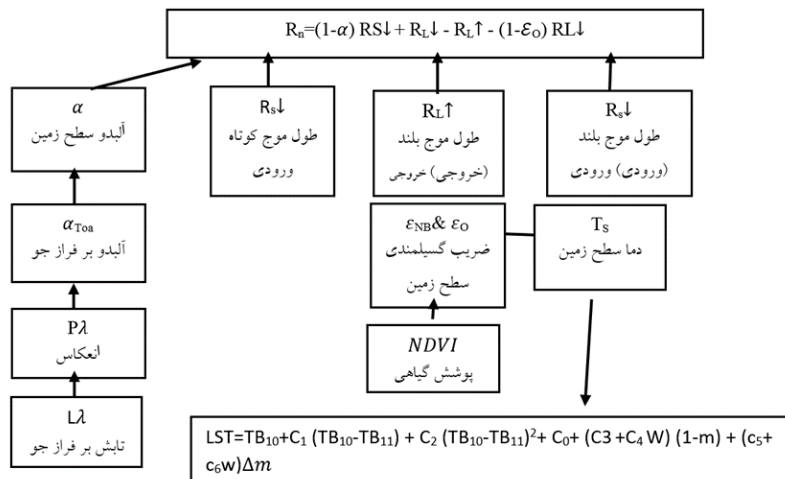 Rn=(1-α) RS↓ + RL↓ - RL↑ - (1-ƐO) RL↓
α
آلبدو سطح زمین
Rs↓
طول موج کوتاه
ورودی
RL↑
طول موج بلند
(خروجی) خروجی
Rs↓
طول موج بلند
(ورودی) ورودی
αToa
آلبدو بر فراز جو
εNB& εO
ضریب گسیلمندی
سطح زمین
TS
دما سطح زمین
Pλ
انعکاس
NDVI
پوشش گیاهی
Lλ
تابش بر فراز جو
LST=TB10+C1 (TB10-TB11) + C2 (TB10-TB11)2+ C0+ (C3 +C4 W) (1-m) + (c5+
c6w)Δm